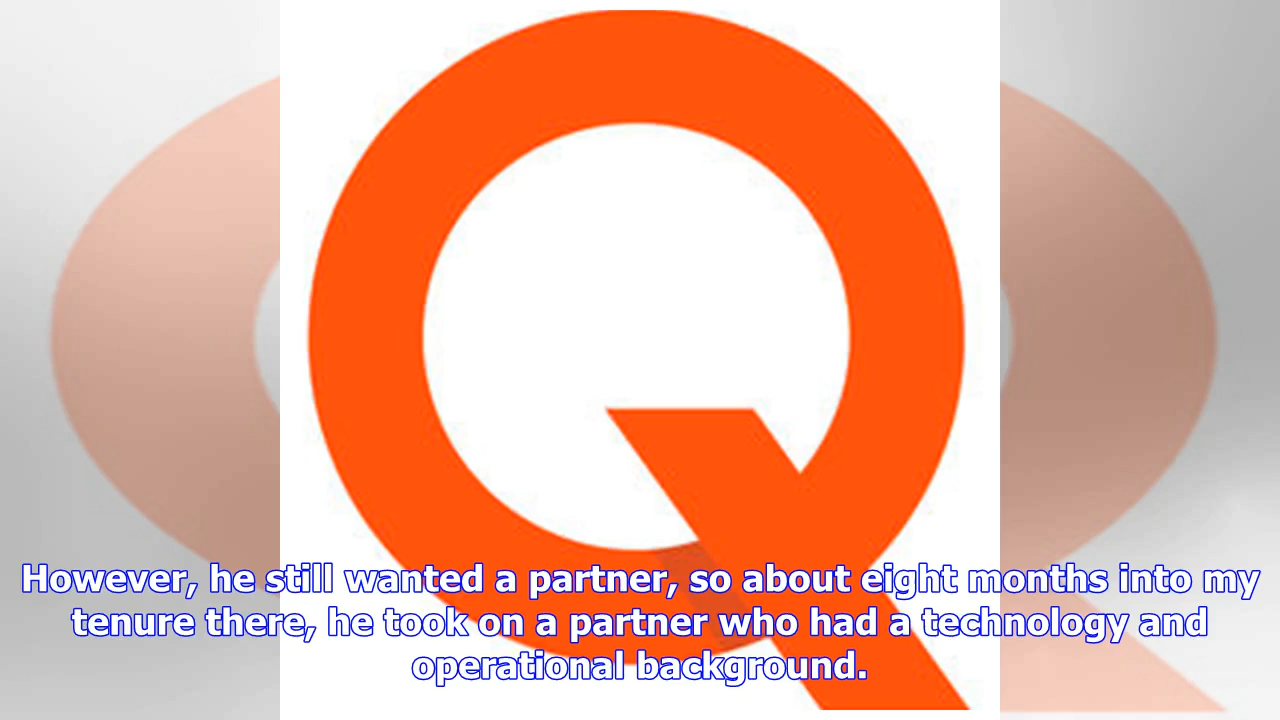 Q
However, he still wanted a partner, so about eight months into my
tenure there, he took on a partner who had a technology and
operational background.